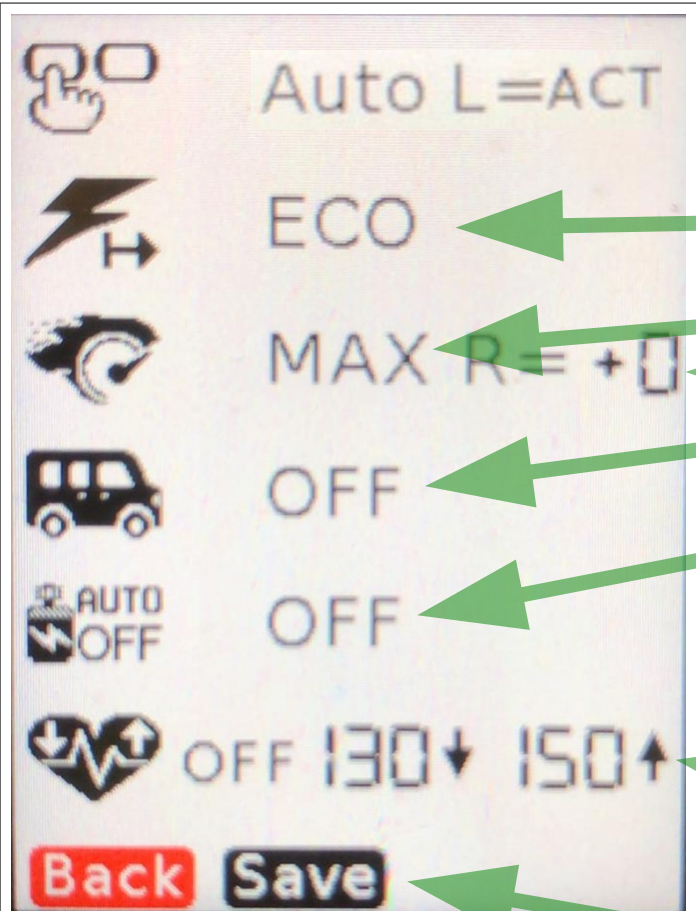 Auto L=ACT
ECO
MAX R= +0
OFF
AUTO OFF OFF
OFF 130 150
Back Save